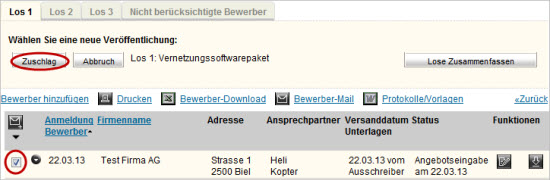 Los 1 Los 2 Los 3 Nicht berücksichtigte Bewerber
Wählen Sie eine neue Veröffentlichung:
Zuschlag Abbruch Los 1: Vernetzungssoftwarepaket Lose Zusammenfassen
Bewerber hinzufügen Drucken Bewerber-Download Bewerber-Mail Protokolle/Vorlagen «Zurück
Anmeldung Firmenname Adresse Ansprechpartner Versanddatum Status Funktionen
Bewerber Unterlagen
22.03.13 Test Firma AG Strasse 1 Heli 22.03.13 vom Angebotseingabe
2500 Biel Kopter Ausschreiber am 22.03.13